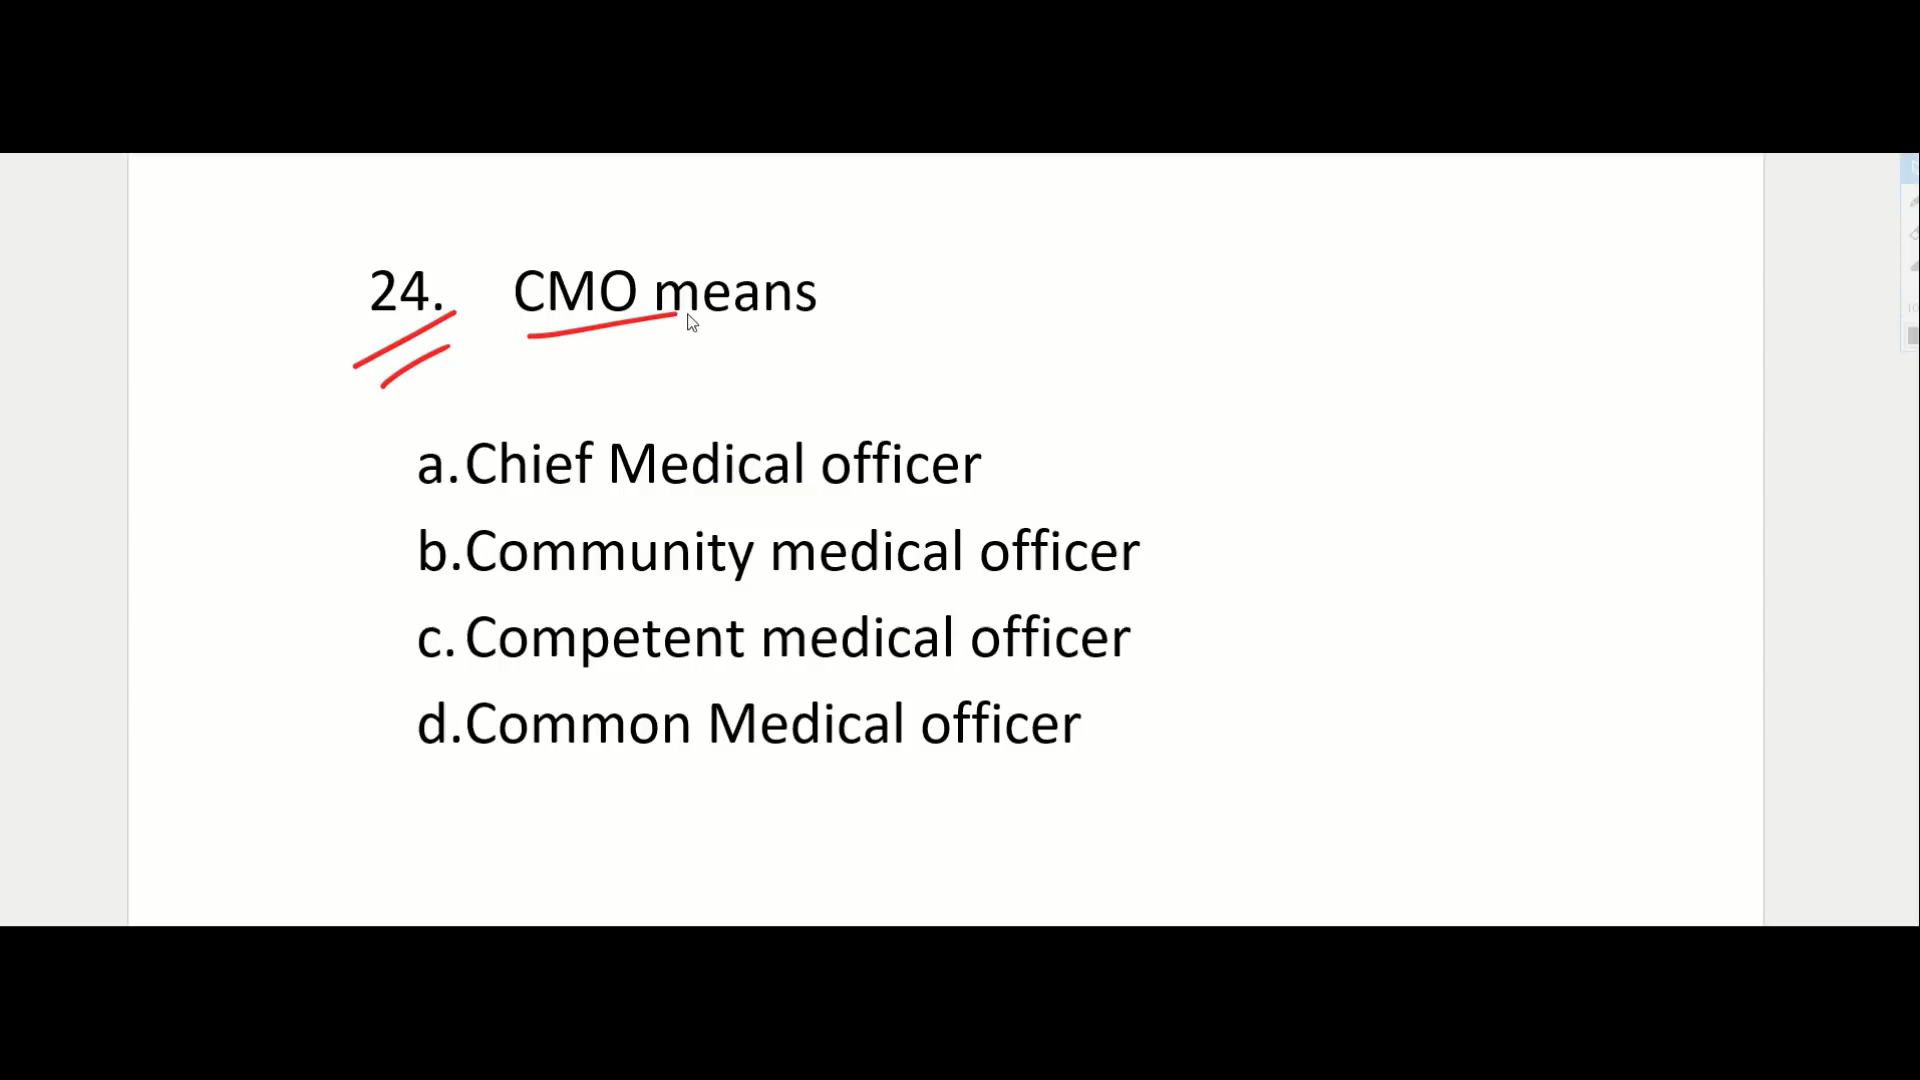 24. CMO means
a. Chief Medical officer
b. Community medical officer
c. Competent medical officer
d. Common Medical officer